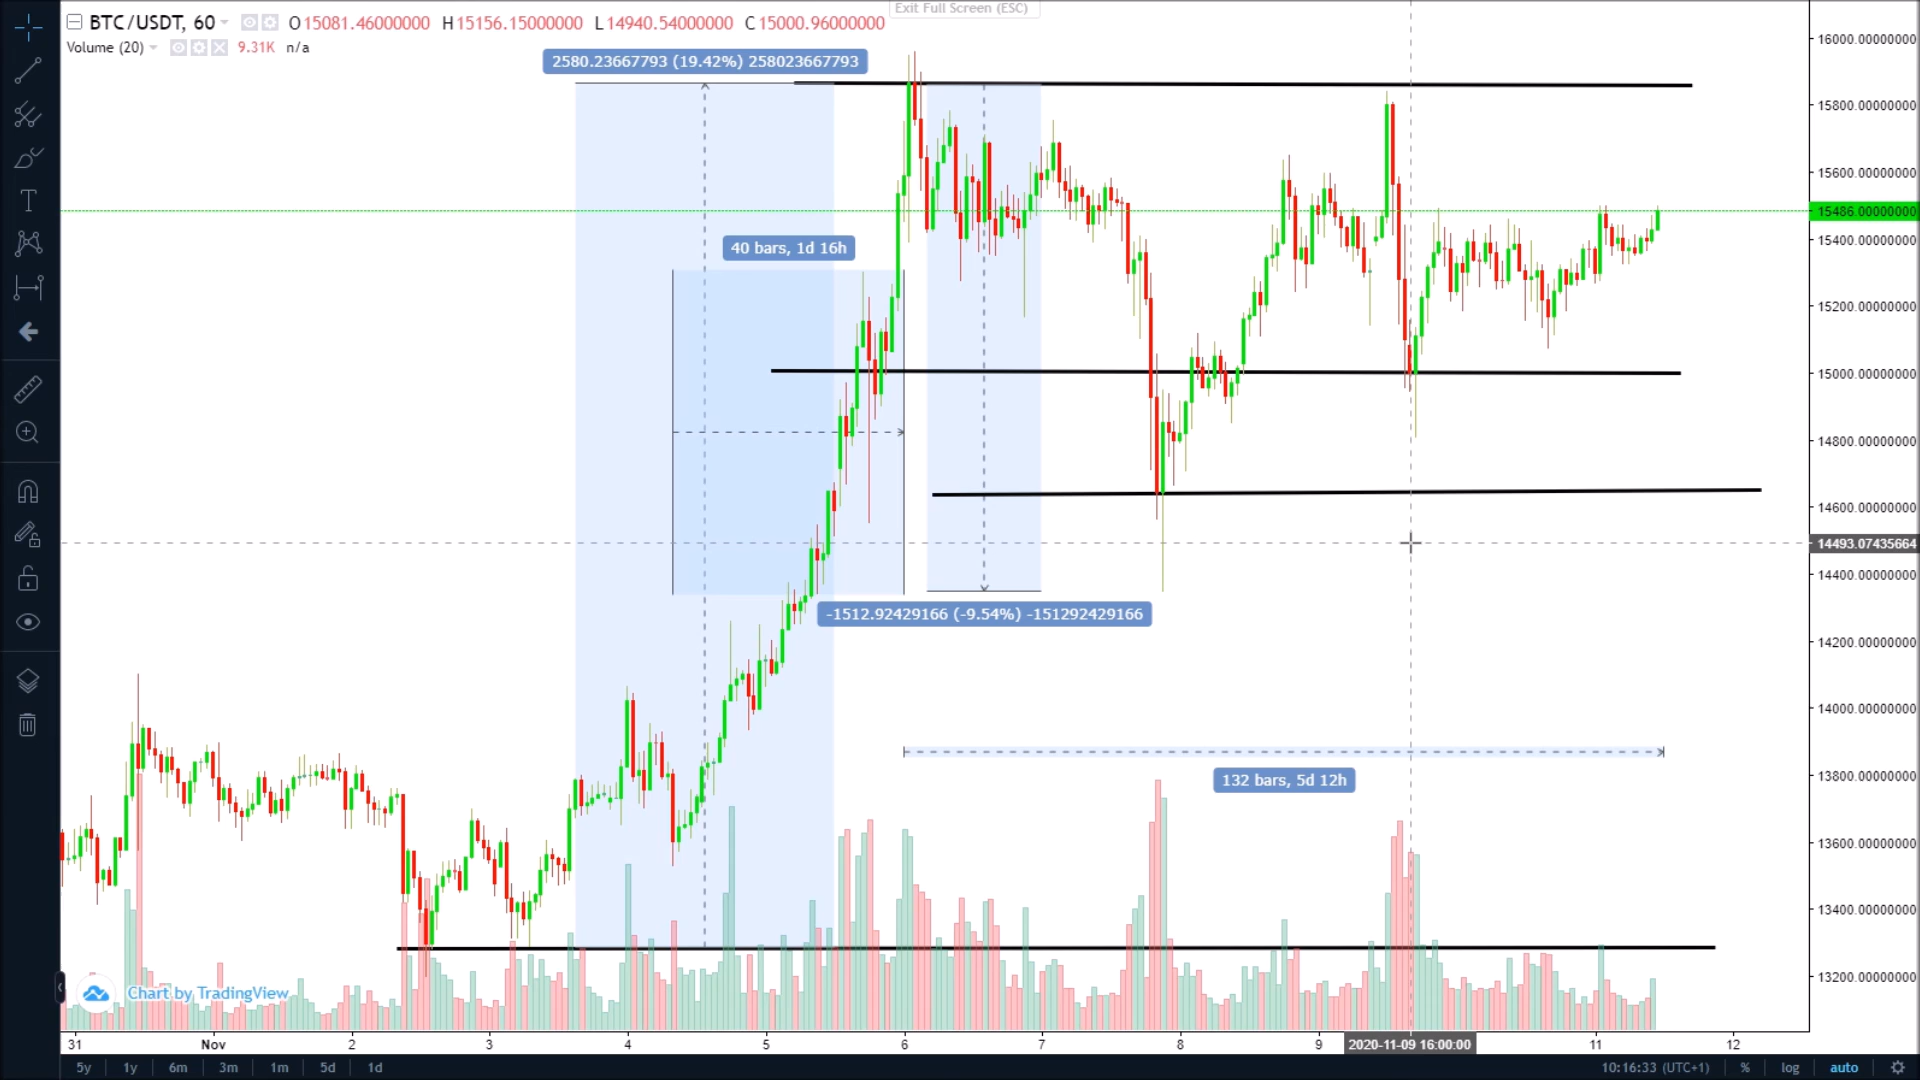 Exit Full Screen (ESC)
BTC/USDT, 60 O15081.46000000 H15156.15000000 L14940.54000000 C15000.96000000
Volume (20) 9.31K n/a
2580.23667793 (19.42%) 258023667793
40 bars, 1d 16h
-1512.92429166 (-9.54%) -151292429166
132 bars, 5d 12h
16000.00000000
15800.00000000
15600.00000000
15486.00000000
15400.00000000
15200.00000000
15000.00000000
14800.00000000
14600.00000000
14493.07435664
14400.00000000
14200.00000000
14000.00000000
13800.00000000
13600.00000000
13400.00000000
13200.00000000
Chart by TradingView
31 Nov 2 3 4 5 6 7 8 9 2020-11-09 16:00:00 11 12
5y 1y 6m 3m 1m 5d 1d 10:16:33 (UTC+1) % log auto